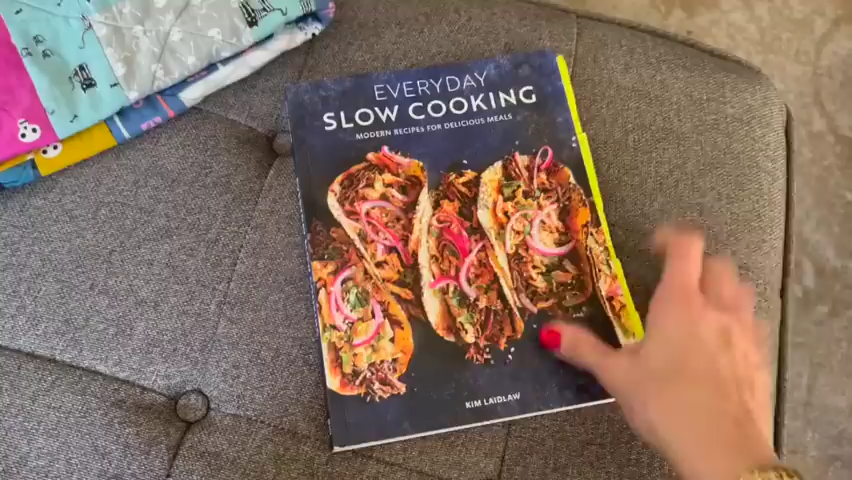 EVERYDAY
SLOW COOKING
MODERN RECIPES FOR DELICIOUS MEALS
KIM LAIDLAW